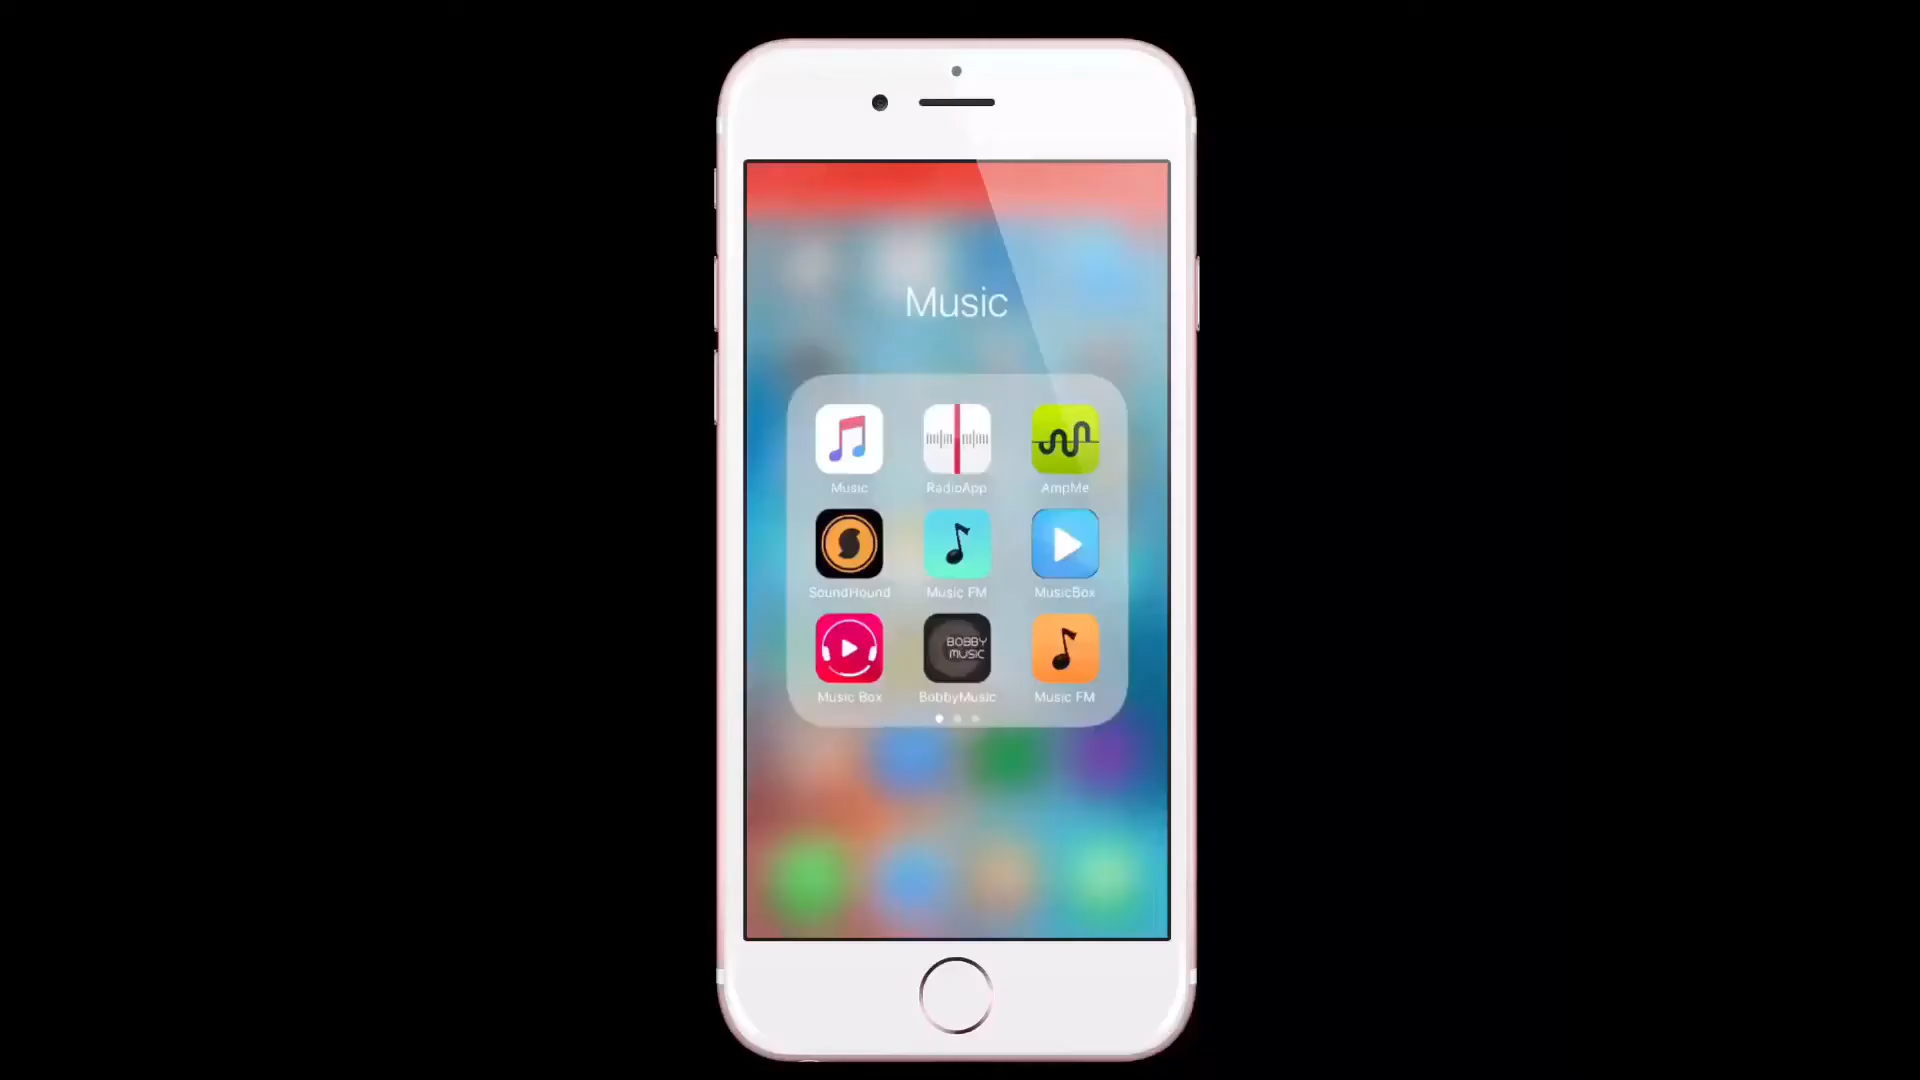 Music
Music RadioApp AmpMe
SoundHound Music FM MusicBox
BOBBY
MUSIC
Music Box BobbyMusic Music FM